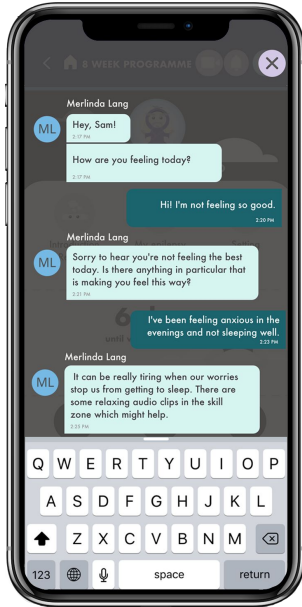 8 WEEK PROGRAMME
Merlinda Lang
ML
Hey, Sam!
2:17 PM
How are you feeling today?
2:17 PM
Hi! I'm not feeling so good.
2:20 PM
Merlinda Lang
ML
Sorry to hear you're not feeling the best
today. Is there anything in particular that
is making you feel this way?
2:21 PM
I've been feeling anxious in the
evenings and not sleeping well.
2:23 PM
Merlinda Lang
ML
It can be really tiring when our worries
stop us from getting to sleep. There are
some relaxing audio clips in the skill
zone which might help.
2:23 PM
Q W E R T Y U I O P
A S D F G H J K L
Z X C V B N M
123 space return